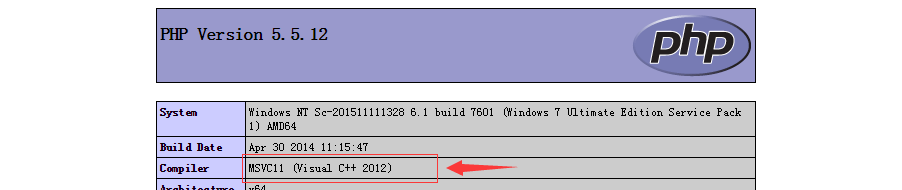 PHP Version 5.5.12
php
System Windows NT Sc-201511111328 6.1 build 7601 (Windows 7 Ultimate Edition Service Pack
1) AMD64
Build Date Apr 30 2014 11:15:47
Compiler MSVC11 (Visual C++ 2012)
Architecture x64